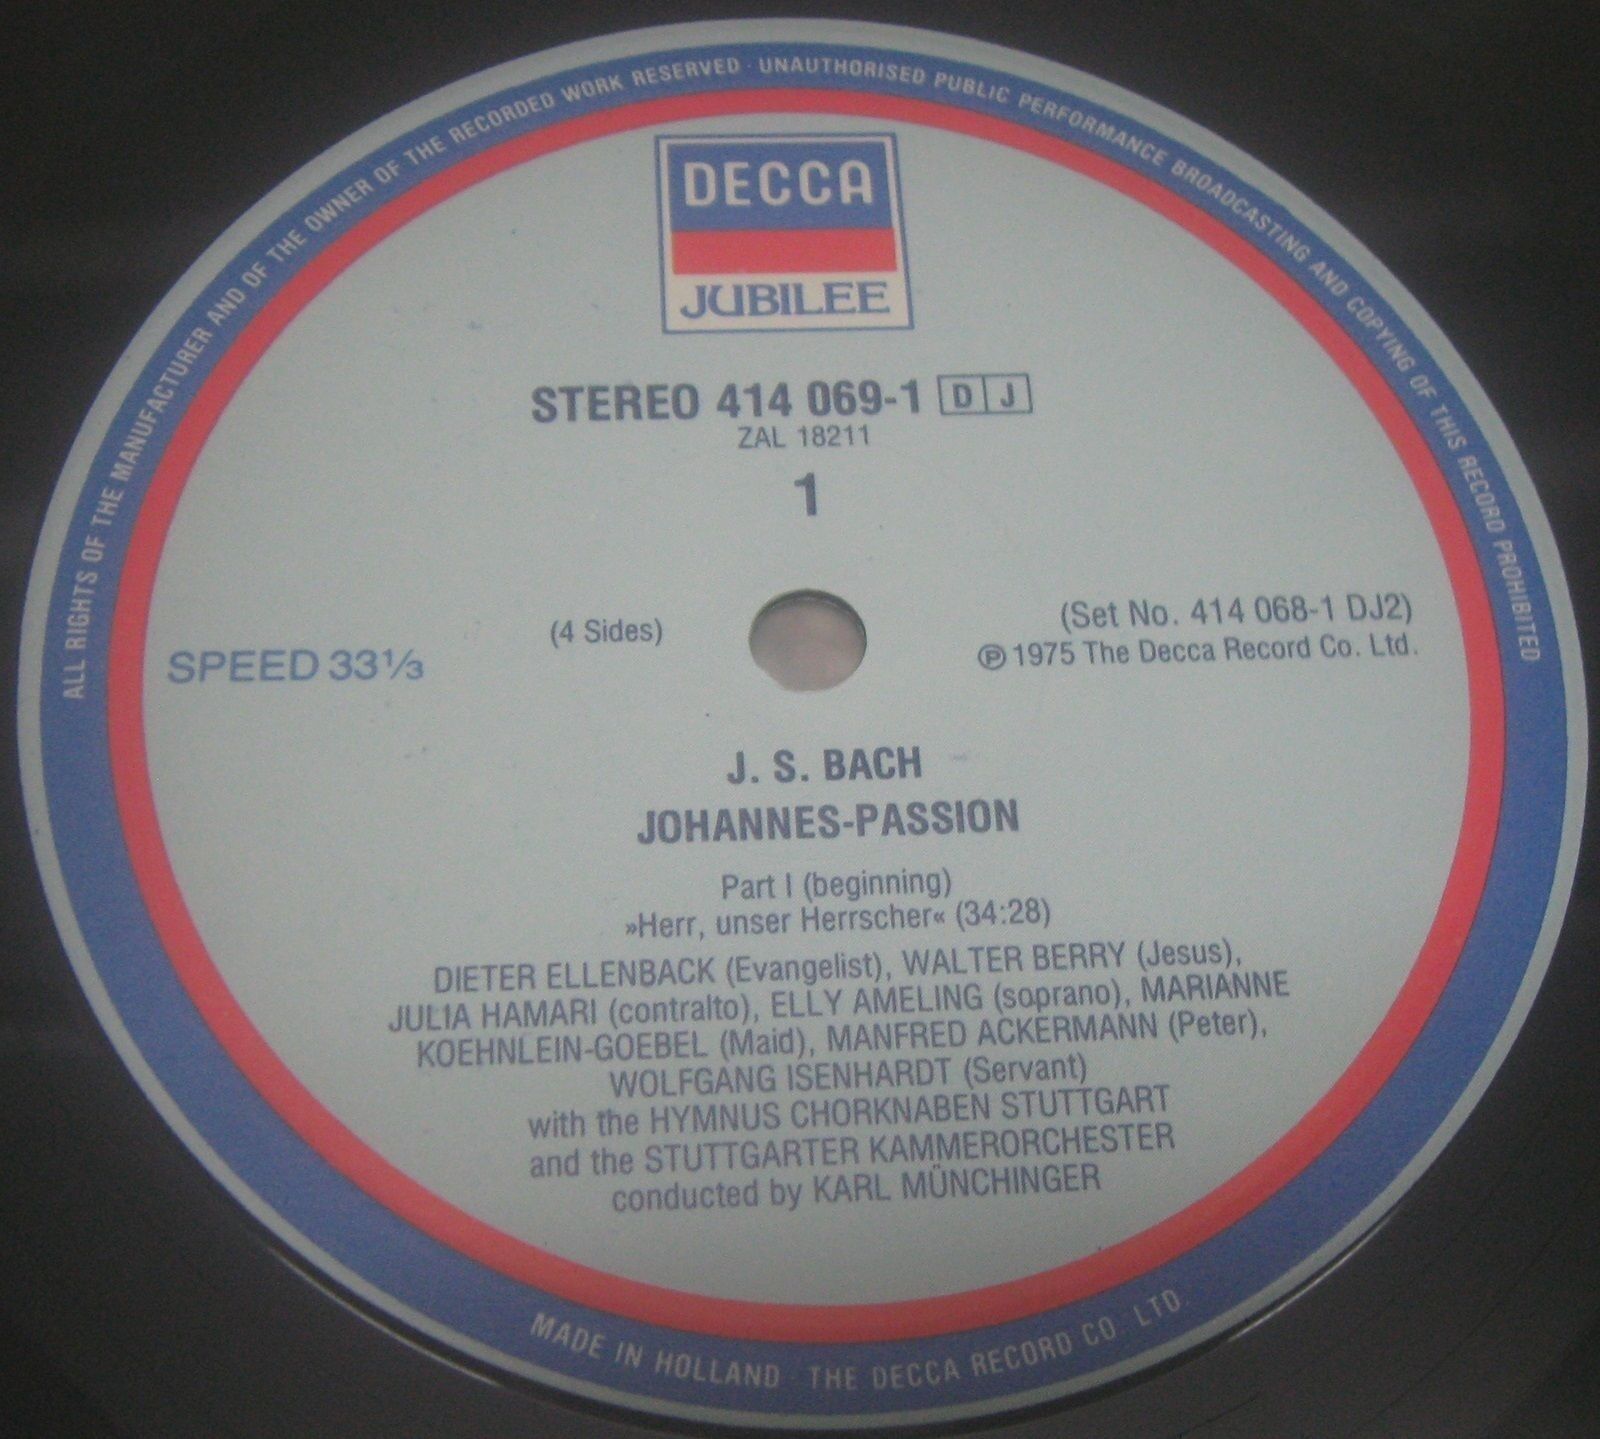 ALL RIGHTS OF THE MANUFACTURER AND OF THE OWNER OF THE RECORDED WORK RESERVED · UNAUTHORISED PUBLIC PERFORMANCE BROADCASTING AND COPYING OF THIS RECORD PROHIBITED
DECCA
JUBILEE
STEREO 414 069-1 D J
ZAL 18211
1
(4 Sides)
SPEED 33⅓
(Set No. 414 068-1 DJ2)
℗ 1975 The Decca Record Co. Ltd.
J. S. BACH
JOHANNES-PASSION
Part I (beginning)
»Herr, unser Herrscher« (34:28)
DIETER ELLENBACK (Evangelist), WALTER BERRY (Jesus),
JULIA HAMARI (contralto), ELLY AMELING (soprano), MARIANNE
KOEHNLEIN-GOEBEL (Maid), MANFRED ACKERMANN (Peter),
WOLFGANG ISENHARDT (Servant)
with the HYMNUS CHORKNABEN STUTTGART
and the STUTTGARTER KAMMERORCHESTER
conducted by KARL MÜNCHINGER
MADE IN HOLLAND · THE DECCA RECORD CO. LTD.